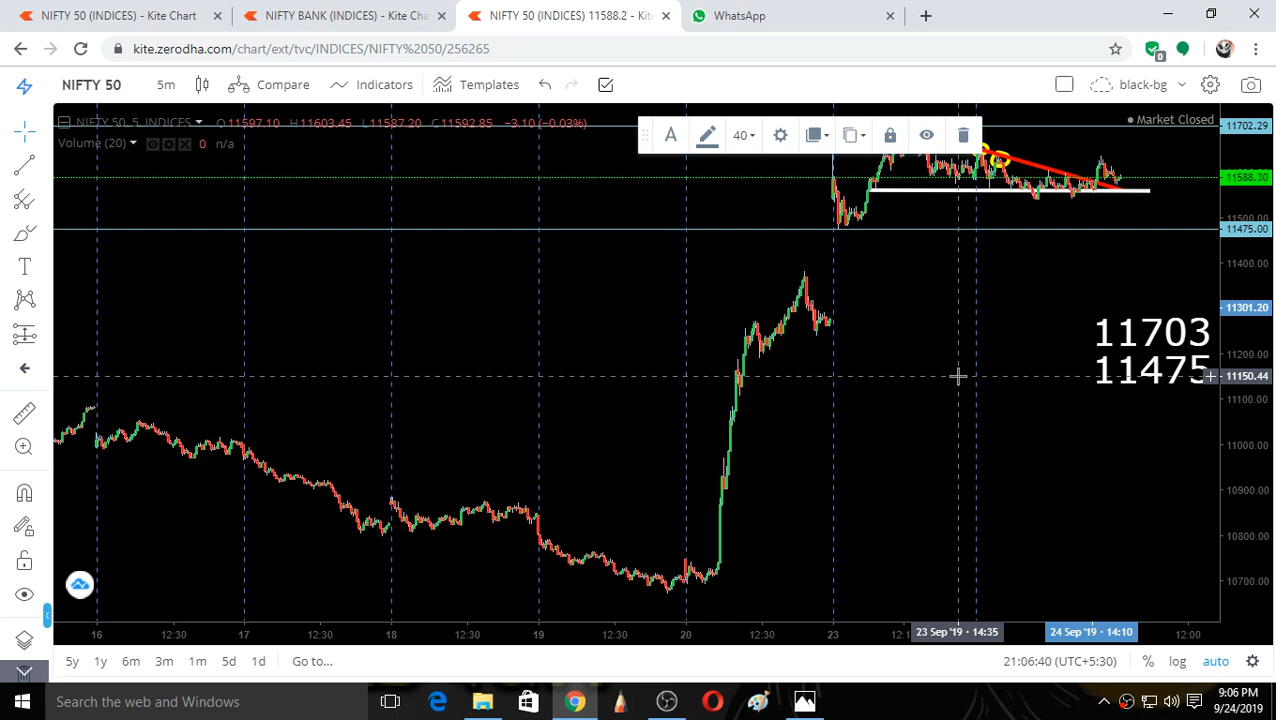 NIFTY 50 (INDICES) - Kite Chart
NIFTY BANK (INDICES) - Kite Chart
NIFTY 50 (INDICES) 11588.2 - Kite
WhatsApp
kite.zerodha.com/chart/ext/tvc/INDICES/NIFTY%2050/256265
0
NIFTY 50
5m
Compare
Indicators
Templates
black-bg
NIFTY 50, 5, INDICES
O 11597.10 H 11603.45 L 11587.20 C 11592.85 −3.10 (−0.03%)
Volume (20) 0 n/a
A
40
Market Closed
11702.29
11588.30
11500.00
11475.00
11400.00
11301.20
11200.00
11150.44
11100.00
11000.00
10900.00
10800.00
10700.00
11703
11475
16 12:30 17 12:30 18 12:30 19 12:30 20 12:30 23 23 Sep '19 - 14:35 24 Sep '19 - 14:10 12:00
5y 1y 6m 3m 1m 5d 1d Go to...
21:06:40 (UTC+5:30) % log auto
Search the web and Windows
9:06 PM
9/24/2019